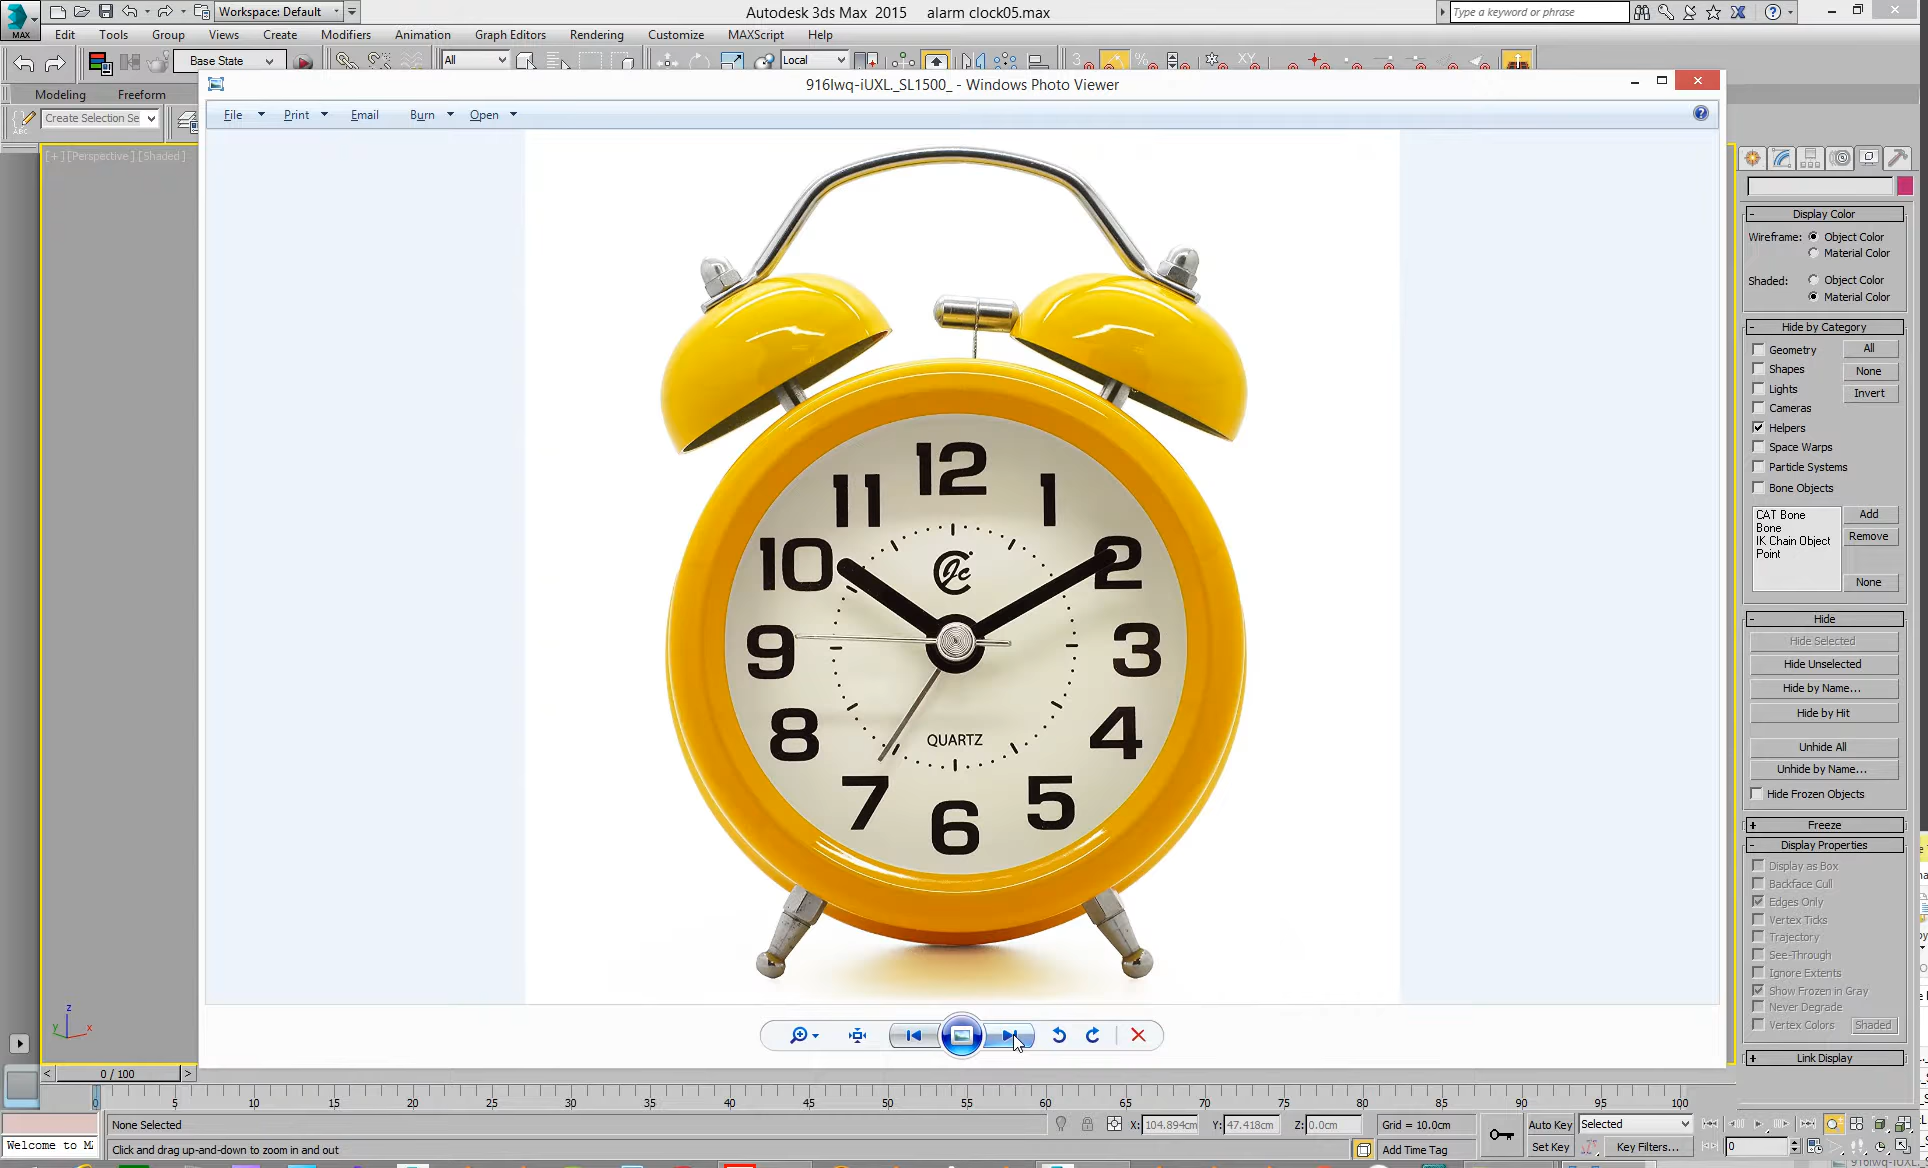 Workspace: Default
Autodesk 3ds Max 2015 alarm clock05.max
Type a keyword or phrase
MAX
Edit Tools Group Views Create Modifiers Animation Graph Editors Rendering Customize MAXScript Help
Base State
All
Local
Modeling Freeform
916lwq-iUXL._SL1500_ - Windows Photo Viewer
File Print Email Burn Open
Create Selection Se
[+][Perspective][Shaded]
12
11 1
10 2
9 3
8 4
QUARTZ
7 5
6
z
y x
Display Color
Wireframe: Object Color
Material Color
Shaded: Object Color
Material Color
Hide by Category
Geometry All
Shapes None
Lights Invert
Cameras
Helpers
Space Warps
Particle Systems
Bone Objects
CAT Bone Add
Bone Remove
IK Chain Object
Point
None
Hide
Hide Selected
Hide Unselected
Hide by Name...
Hide by Hit
Unhide All
Unhide by Name...
Hide Frozen Objects
Freeze
Display Properties
Display as Box
Backface Cull
Edges Only
Vertex Ticks
Trajectory
See-Through
Ignore Extents
Show Frozen in Gray
Never Degrade
Vertex Colors Shaded
Link Display
< 0 / 100 >
0 5 10 15 20 25 30 35 40 45 50 55 60 65 70 75 80 85 90 95 100
None Selected X: 104.894cm Y: 47.418cm Z: 0.0cm Grid = 10.0cm Auto Key Selected
Welcome to M Click and drag up-and-down to zoom in and out Add Time Tag Set Key Key Filters... 0